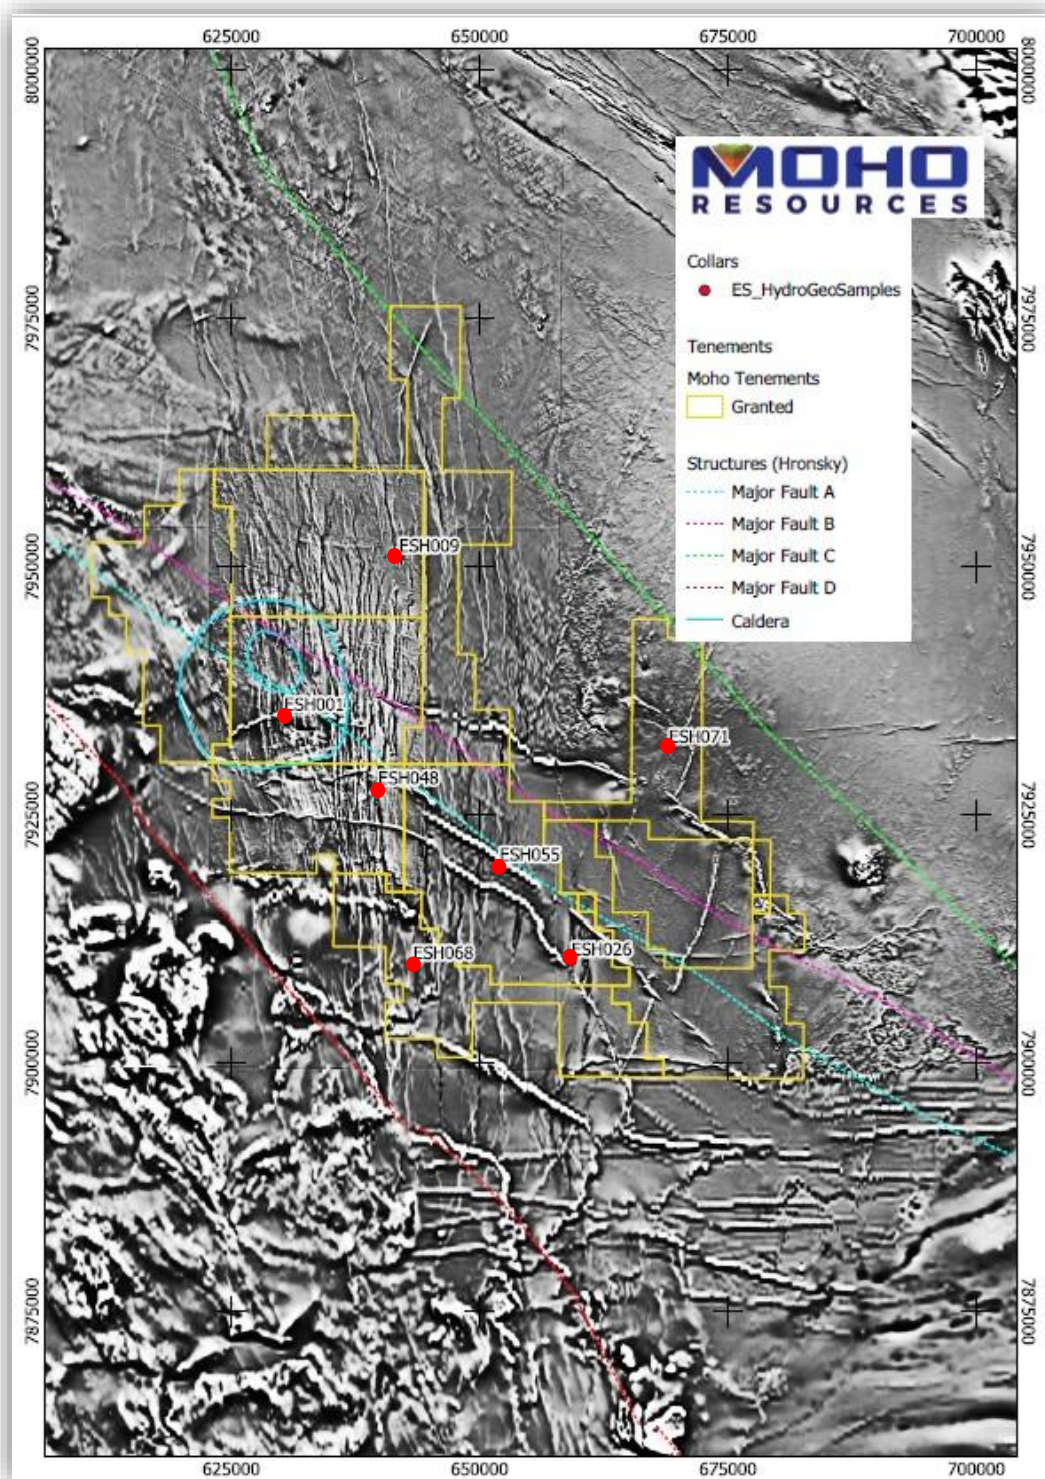 625000 650000 675000 700000
8000000
8000000
MOHO
RESOURCES
Collars
ES_HydroGeoSamples
7975000
7975000
Tenements
Moho Tenements
Granted
Structures (Hronsky)
Major Fault A
Major Fault B
Major Fault C
Major Fault D
Caldera
7950000
7950000
ESH009
ESH001
ESH071
ESH048
7925000
7925000
ESH055
ESH026
ESH068
7900000
7900000
7875000
7875000
625000 650000 675000 700000